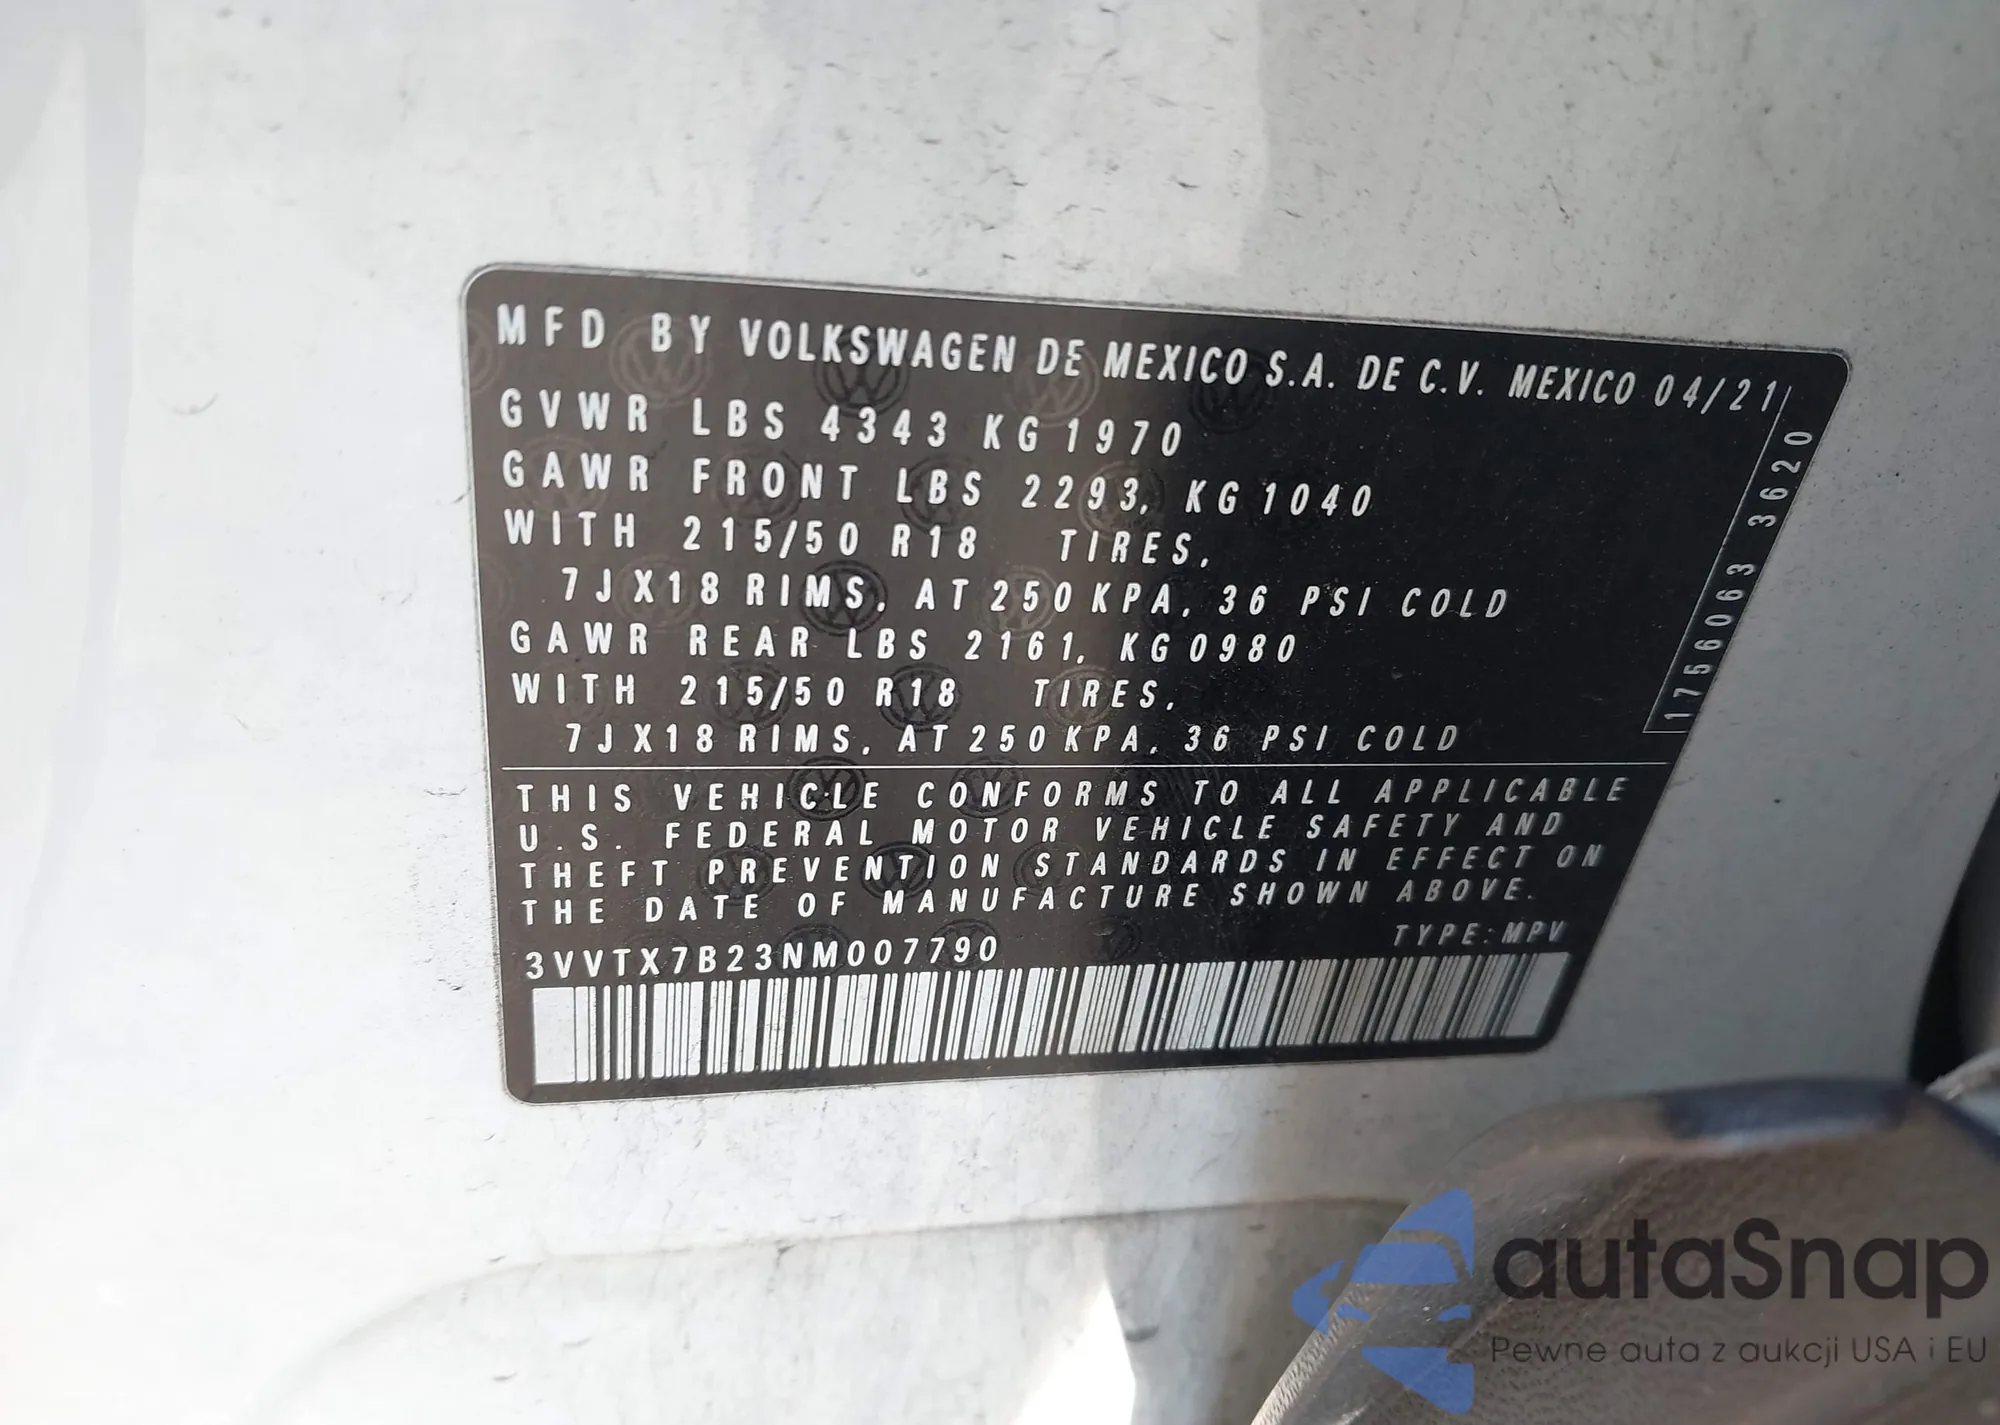 MFD BY VOLKSWAGEN DE MEXICO S.A. DE C.V. MEXICO 04/21
GVWR LBS 4343 KG 1970
GAWR FRONT LBS 2293, KG 1040
WITH 215/50 R18 TIRES,
7J X18 RIMS, AT 250 KPA, 36 PSI COLD
GAWR REAR LBS 2161, KG 0980
WITH 215/50 R18 TIRES,
7J X18 RIMS, AT 250 KPA, 36 PSI COLD
1756063 3620
THIS VEHICLE CONFORMS TO ALL APPLICABLE
U.S. FEDERAL MOTOR VEHICLE SAFETY AND
THEFT PREVENTION STANDARDS IN EFFECT ON
THE DATE OF MANUFACTURE SHOWN ABOVE.
TYPE: MPV
3VVTX7B23NM007790
autaSnap
Pewne auta z aukcji USA i EU